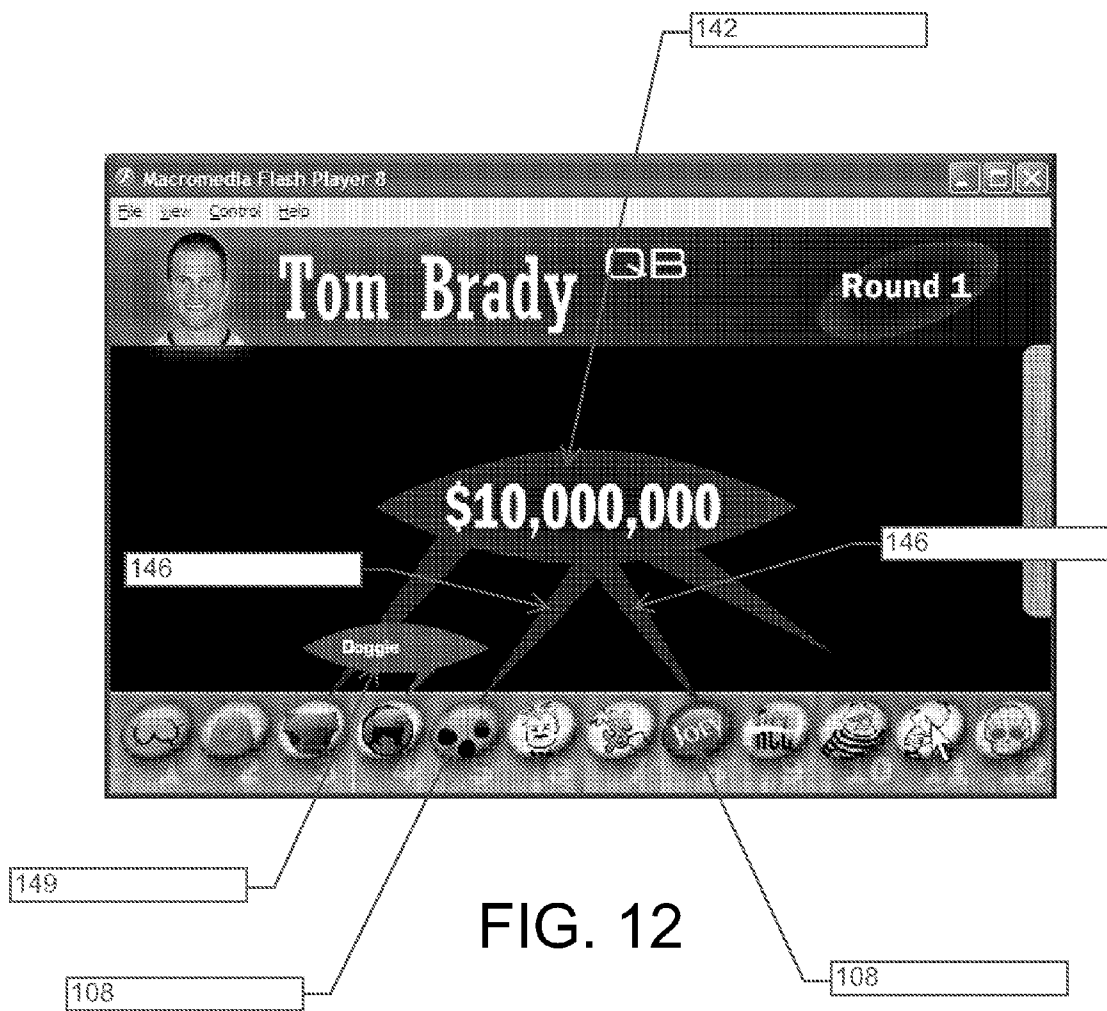 142
Macromedia Flash Player 8
File View Control Help
Tom Brady QB
Round 1
$10,000,000
146
146
Doggie
149
FIG. 12
108
108